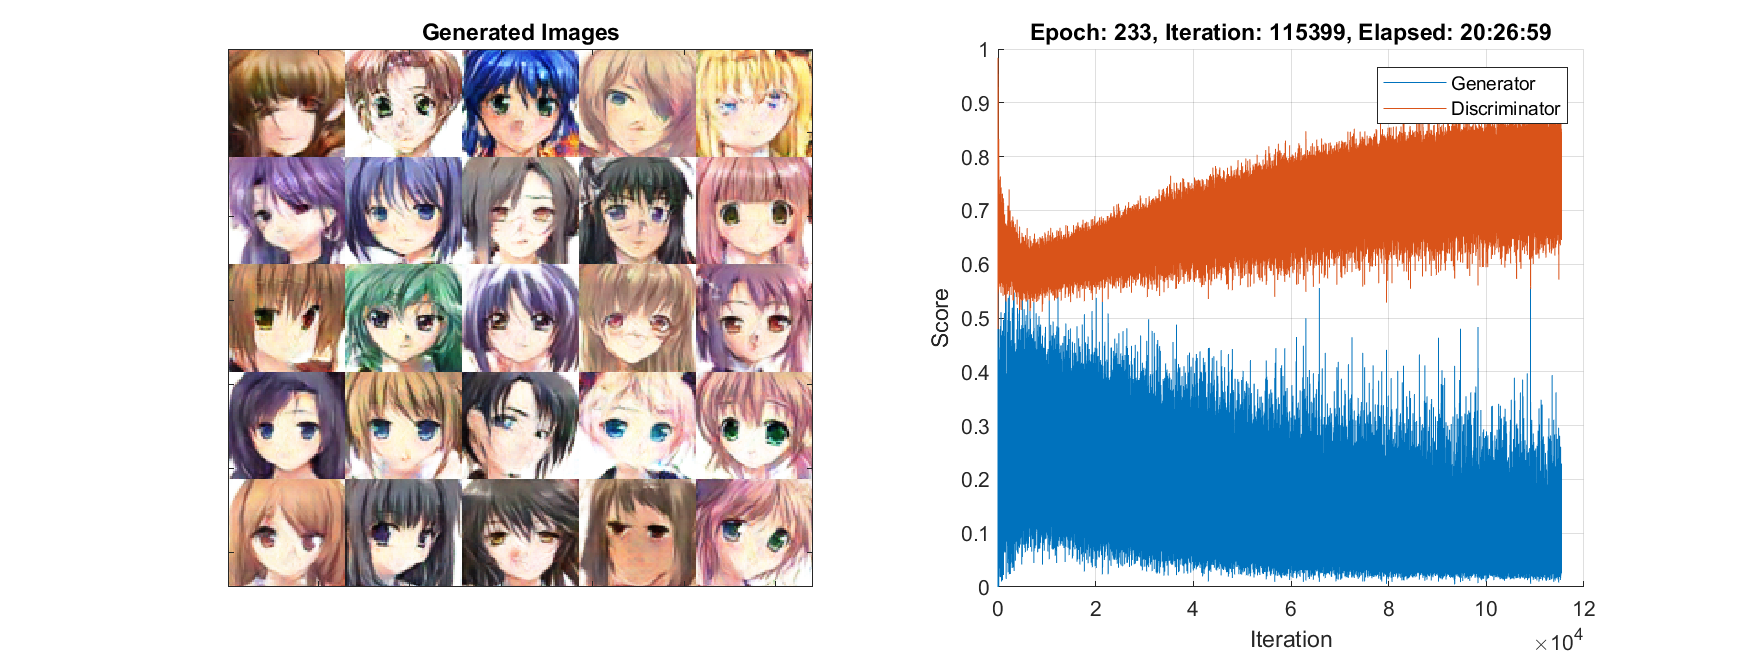 Generated Images
Epoch: 233, Iteration: 115399, Elapsed: 20:26:59
Generator
Discriminator
1
0.9
0.8
0.7
0.6
0.5
0.4
0.3
0.2
0.1
0
Score
0 2 4 6 8 10 12
×10⁴
Iteration